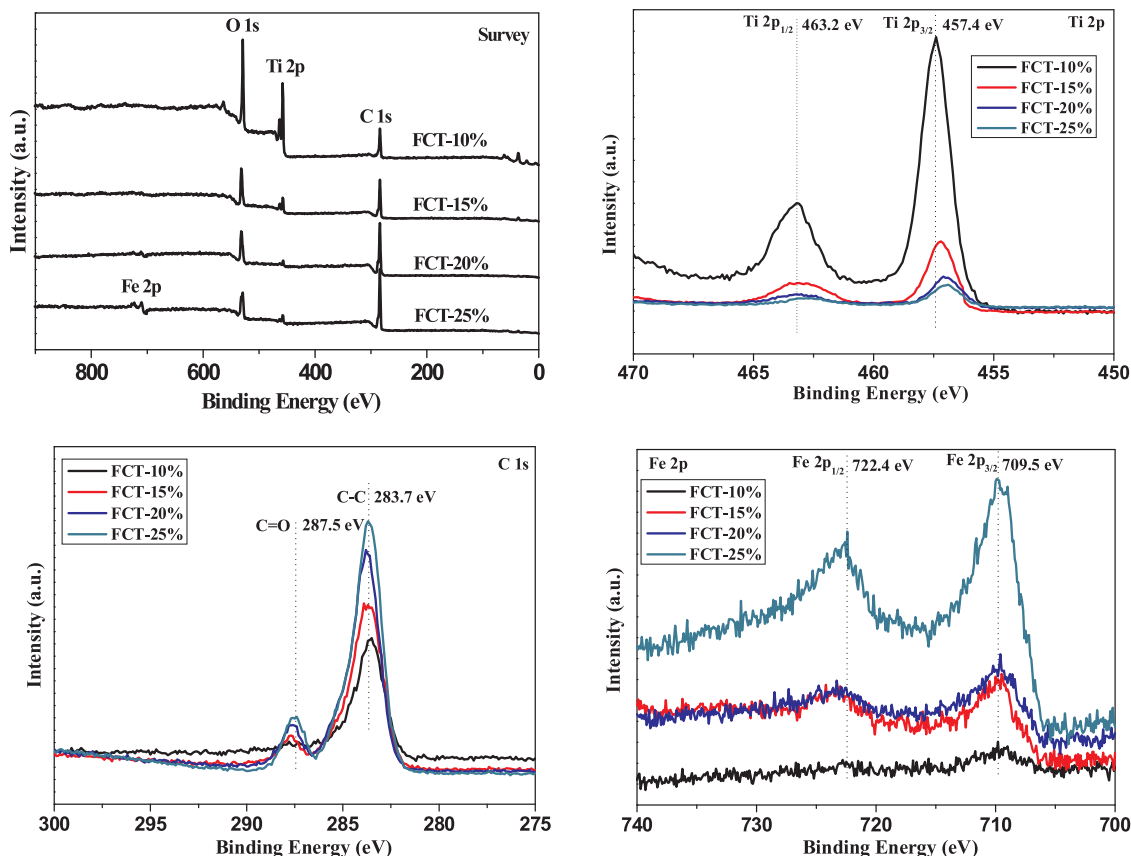 O 1s
Survey
Ti 2p
C 1s
FCT-10%
FCT-15%
FCT-20%
Fe 2p
FCT-25%
Intensity (a.u.)
800 600 400 200 0
Binding Energy (eV)
Ti 2p1/2 463.2 eV Ti 2p3/2 457.4 eV Ti 2p
FCT-10%
FCT-15%
FCT-20%
FCT-25%
Intensity (a.u.)
470 465 460 455 450
Binding Energy (eV)
FCT-10%
FCT-15%
FCT-20%
FCT-25%
C 1s
C-C 283.7 eV
C=O 287.5 eV
Intensity (a.u.)
300 295 290 285 280 275
Binding Energy (eV)
Fe 2p Fe 2p1/2 722.4 eV Fe 2p3/2 709.5 eV
FCT-10%
FCT-15%
FCT-20%
FCT-25%
Intensity (a.u.)
740 730 720 710 700
Binding Energy (eV)